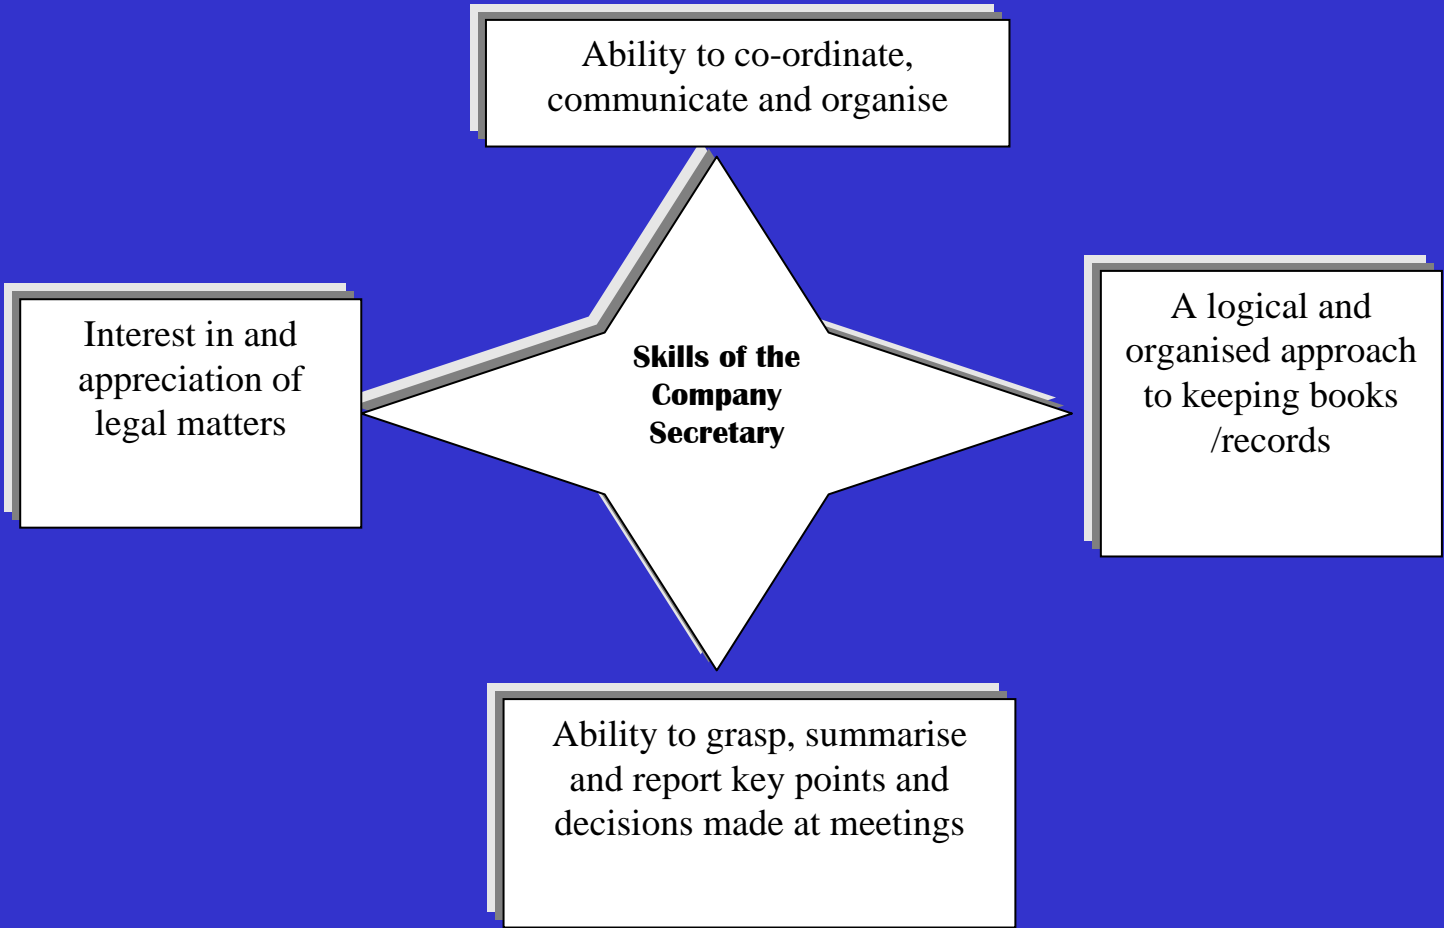 Ability to co-ordinate,
communicate and organise
Interest in and
appreciation of
legal matters
Skills of the
Company
Secretary
A logical and
organised approach
to keeping books
/records
Ability to grasp, summarise
and report key points and
decisions made at meetings